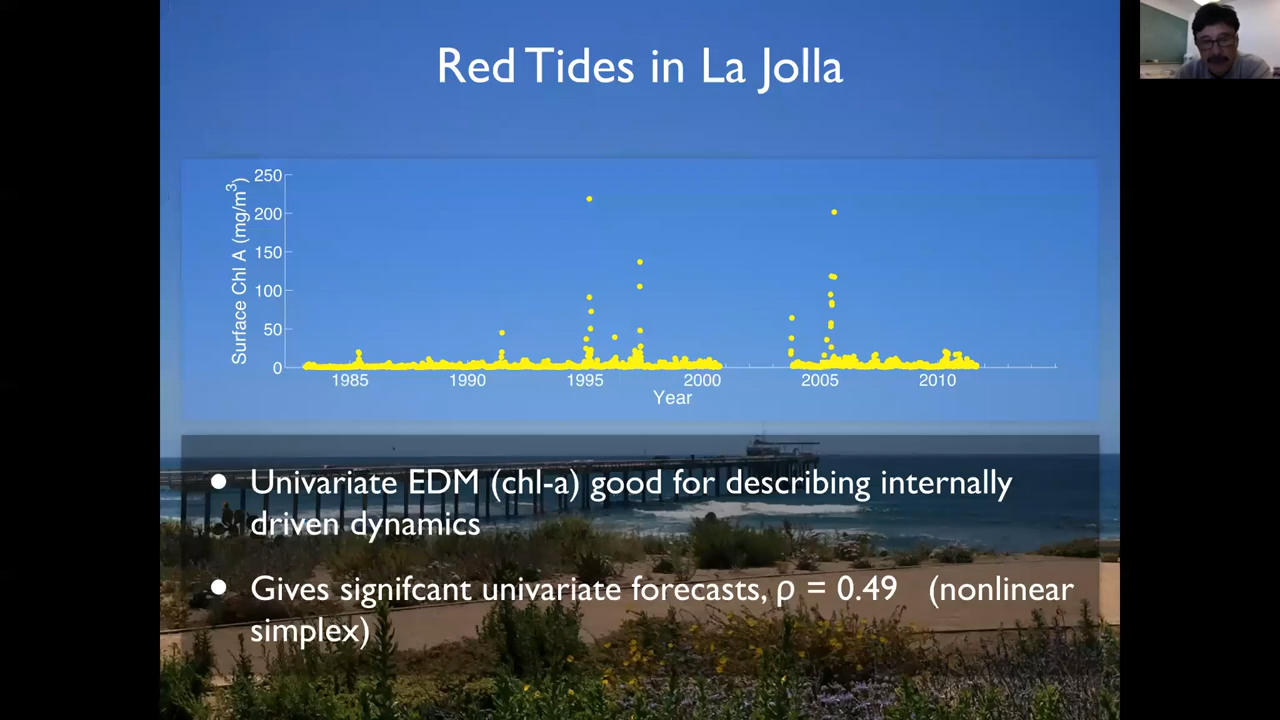 Red Tides in La Jolla
250
200
150
100
50
0
Surface Chl A (mg/m³)
1985 1990 1995 2000 2005 2010
Year
● Univariate EDM (chl-a) good for describing internally
driven dynamics
● Gives signifcant univariate forecasts, ρ = 0.49 (nonlinear
simplex)